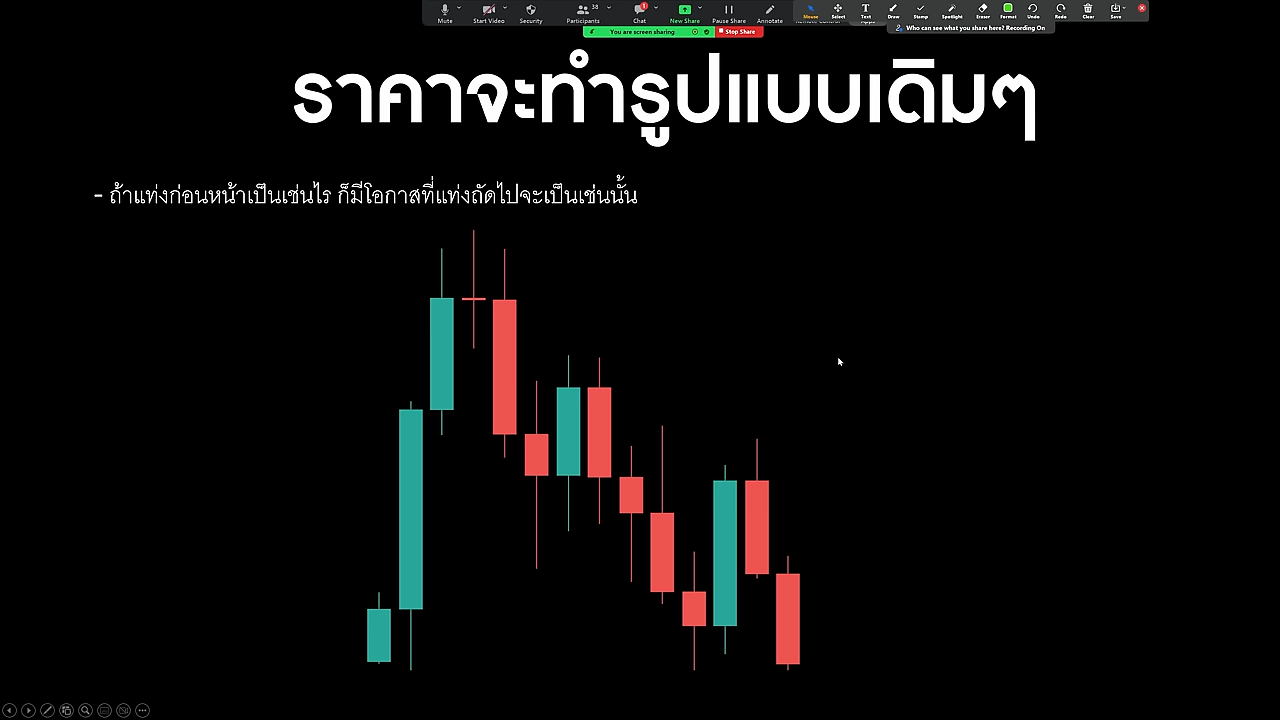 Mute
Start Video
Security
Participants
38
Chat
1
New Share
Pause Share
Annotate
Mouse
Select
Text
Draw
Stamp
Spotlight
Eraser
Format
Undo
Redo
Clear
Save
You are screen sharing
Stop Share
Who can see what you share here? Recording On
ราคาจะทำรูปแบบเดิมๆ
- ถ้าแท่งก่อนหน้าเป็นเช่นไร ก็มีโอกาสที่แท่งถัดไปจะเป็นเช่นนั้น